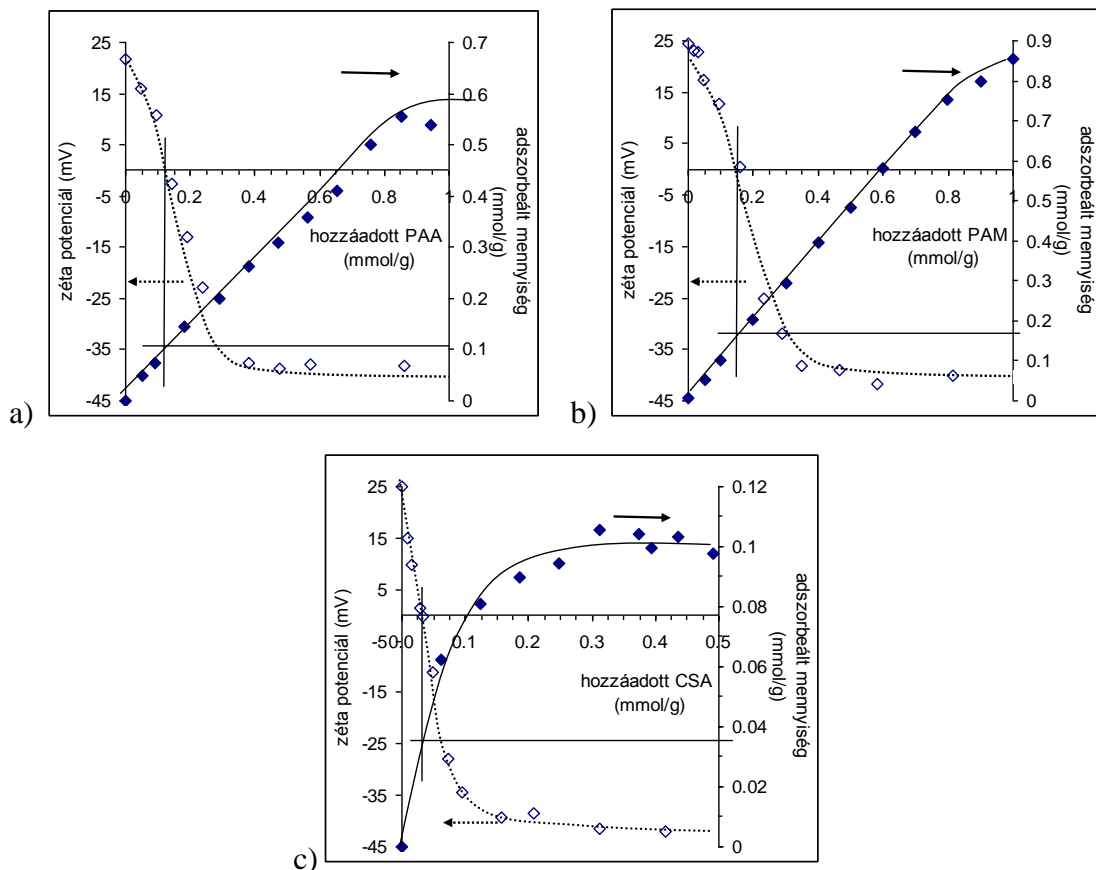 25
15
5
-5
-15
-25
-35
-45
zéta potenciál (mV)
0 0.2 0.4 0.6 0.8 1
hozzáadott PAA
(mmol/g)
0.7
0.6
0.5
0.4
0.3
0.2
0.1
0
adszorbeált mennyiség
(mmol/g)
a)
25
15
5
-5
-15
-25
-35
-45
zéta potenciál (mV)
0 0.2 0.4 0.6 0.8 1
hozzáadott PAM
(mmol/g)
0.9
0.8
0.7
0.6
0.5
0.4
0.3
0.2
0.1
0
adszorbeált mennyiség
(mmol/g)
b)
25
15
5
-5
-15
-25
-35
-45
zéta potenciál (mV)
0.0 0.1 0.2 0.3 0.4 0.5
hozzáadott CSA
(mmol/g)
0.12
0.1
0.08
0.06
0.04
0.02
0
adszorbeált mennyiség
(mmol/g)
c)